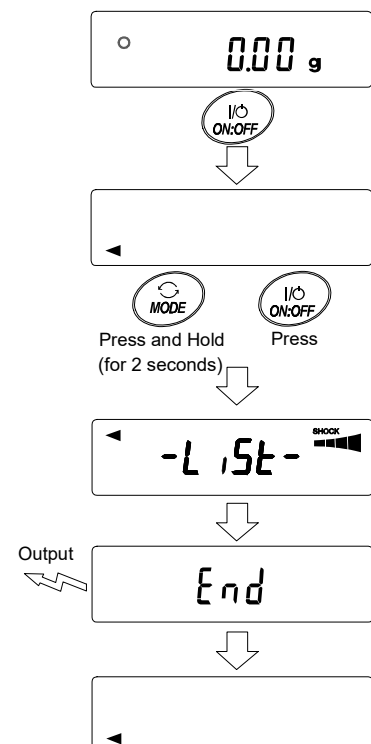 0.00 g
I/⏻
ON:OFF
MODE
I/⏻
ON:OFF
Press and Hold
(for 2 seconds)
Press
SHOCK
-LiSt-
Output
End